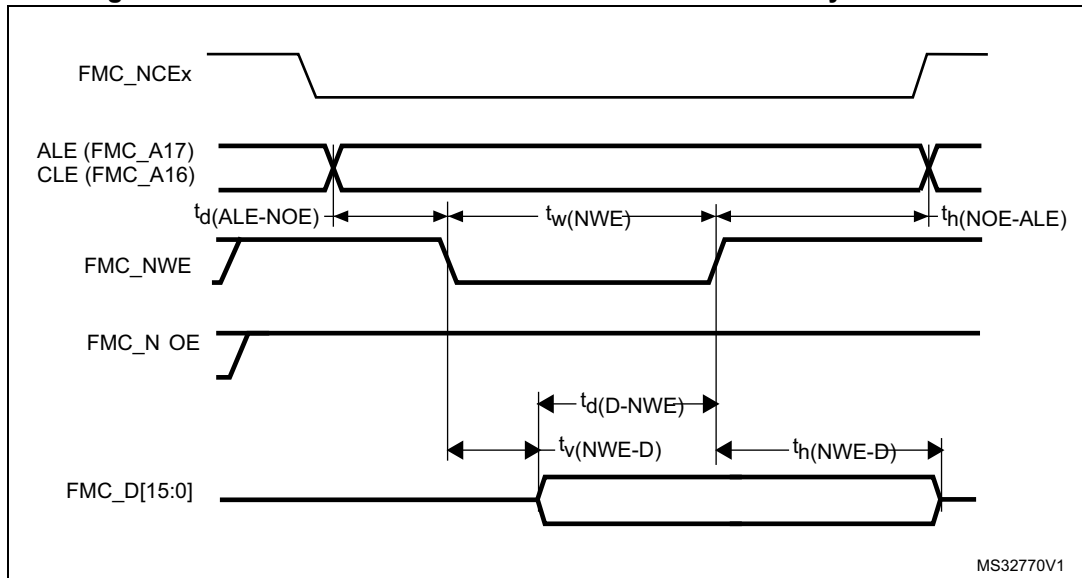 FMC_NCEx
ALE (FMC_A17)
CLE (FMC_A16)
td(ALE-NOE)
tw(NWE)
th(NOE-ALE)
FMC_NWE
FMC_N OE
td(D-NWE)
tv(NWE-D)
th(NWE-D)
FMC_D[15:0]
MS32770V1